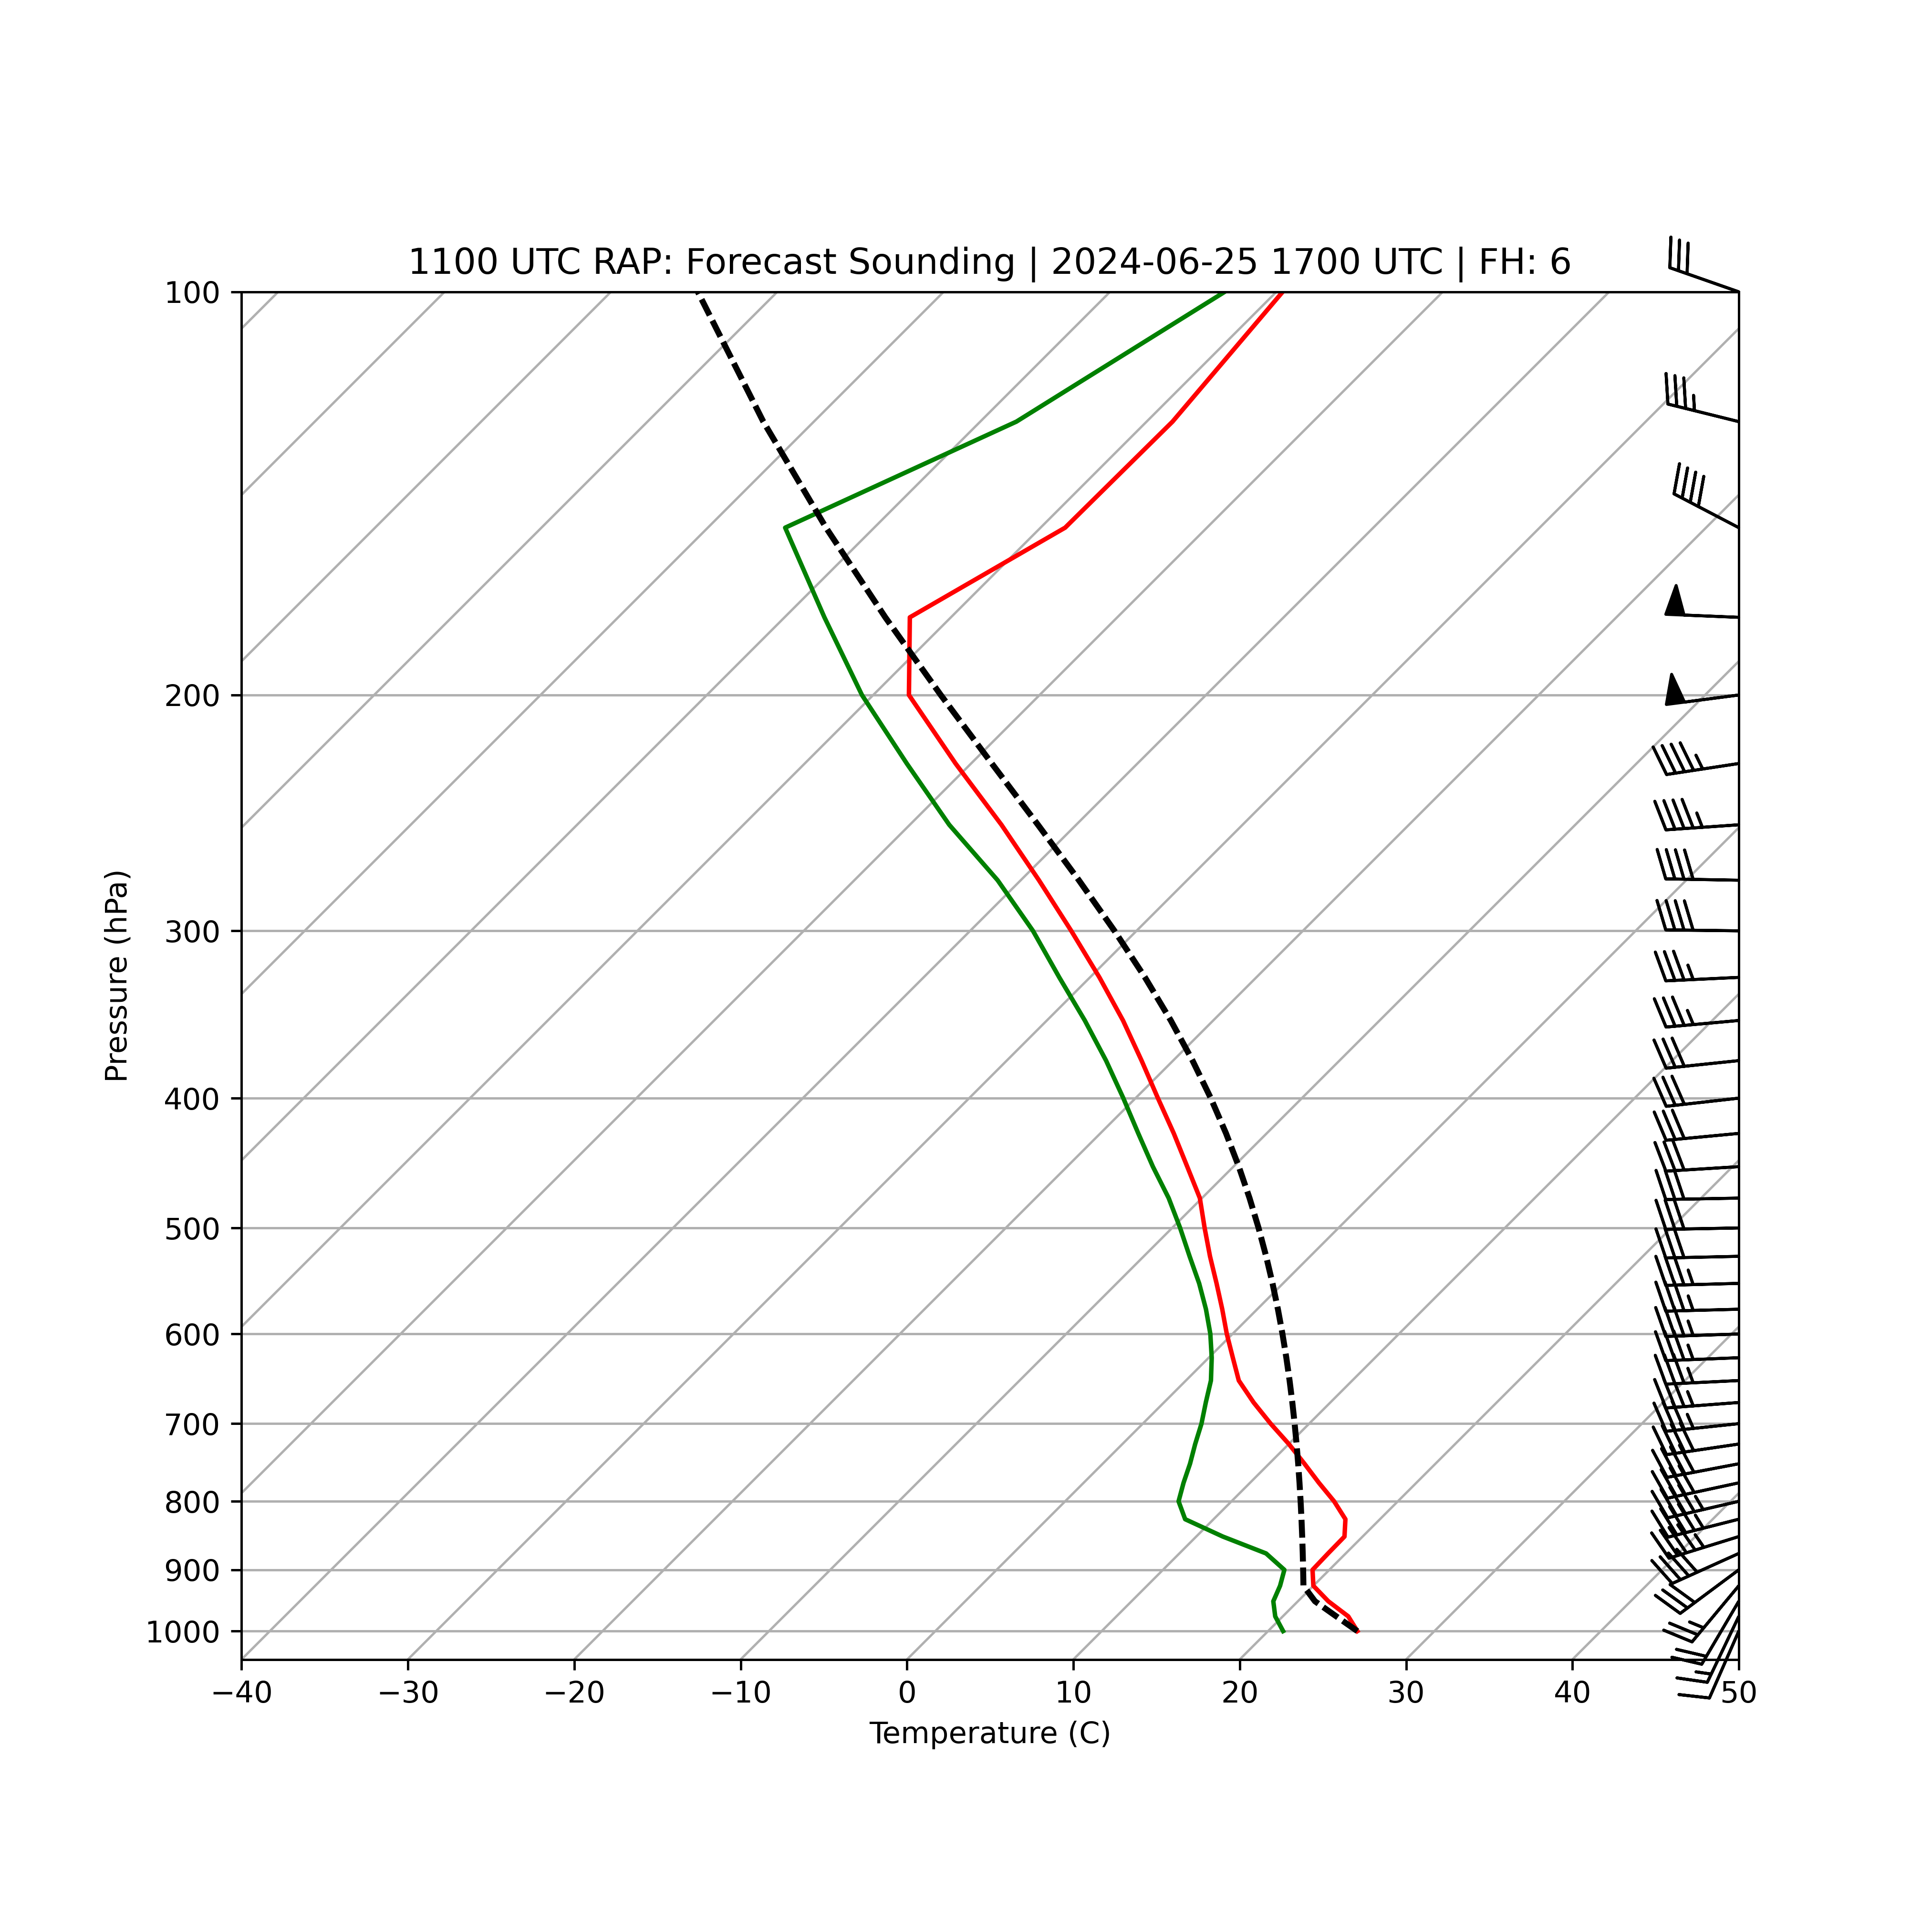 1100 UTC RAP: Forecast Sounding | 2024-06-25 1700 UTC | FH: 6
100
200
300
400
500
600
700
800
900
1000
Pressure (hPa)
−40 −30 −20 −10 0 10 20 30 40 50
Temperature (C)